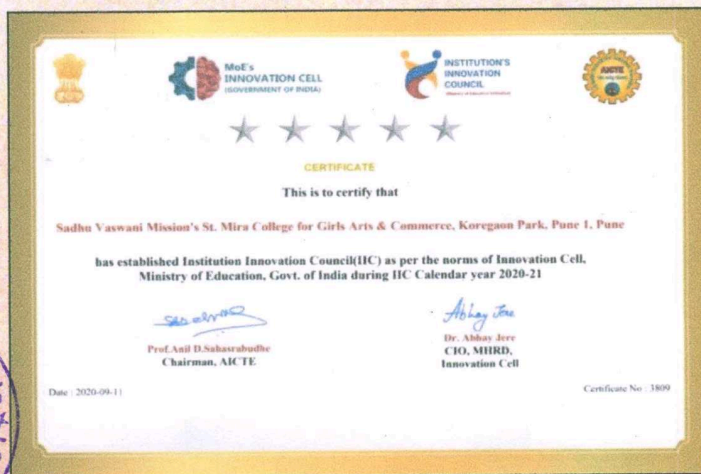 MoE's
INNOVATION CELL
(GOVERNMENT OF INDIA)
INSTITUTION'S
INNOVATION
COUNCIL
AICTE
CERTIFICATE
This is to certify that
Sadhu Vaswani Mission's St. Mira College for Girls Arts & Commerce, Koregaon Park, Pune 1, Pune
has established Institution Innovation Council(IIC) as per the norms of Innovation Cell,
Ministry of Education, Govt. of India during IIC Calendar year 2020-21
Abhay Jere
Prof.Anil D.Sahasrabudhe
Chairman, AICTE
Dr. Abhay Jere
CIO, MHRD,
Innovation Cell
Date : 2020-09-11
Certificate No : 3809